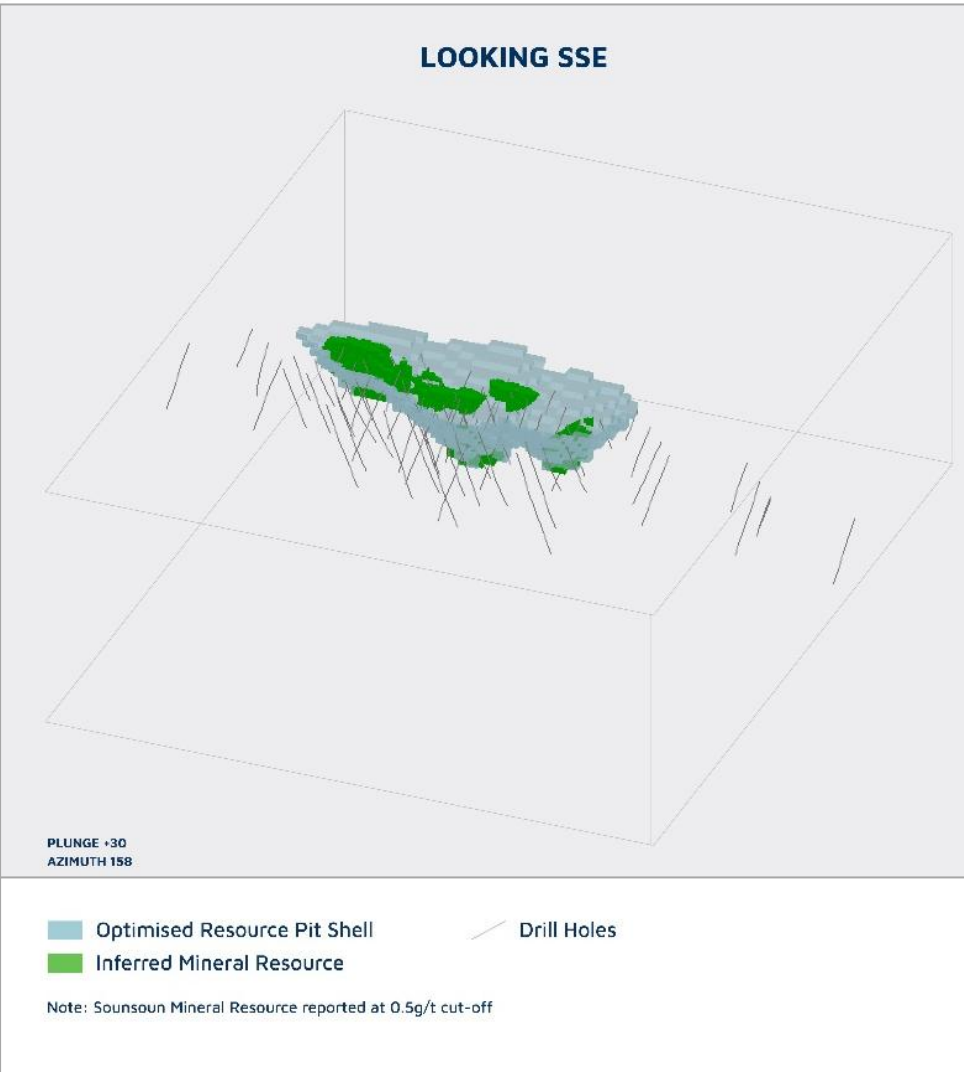 LOOKING SSE
PLUNGE +30
AZIMUTH 158
Optimised Resource Pit Shell
Drill Holes
Inferred Mineral Resource
Note: Sounsoun Mineral Resource reported at 0.5g/t cut-off